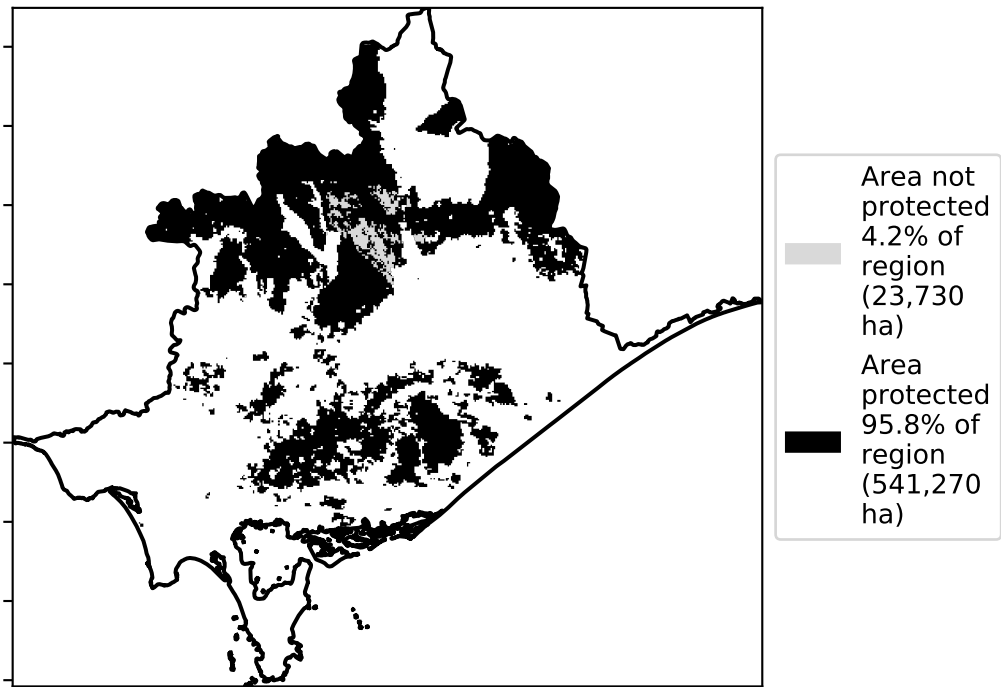 Area not
protected
4.2% of
region
(23,730
ha)
Area
protected
95.8% of
region
(541,270
ha)